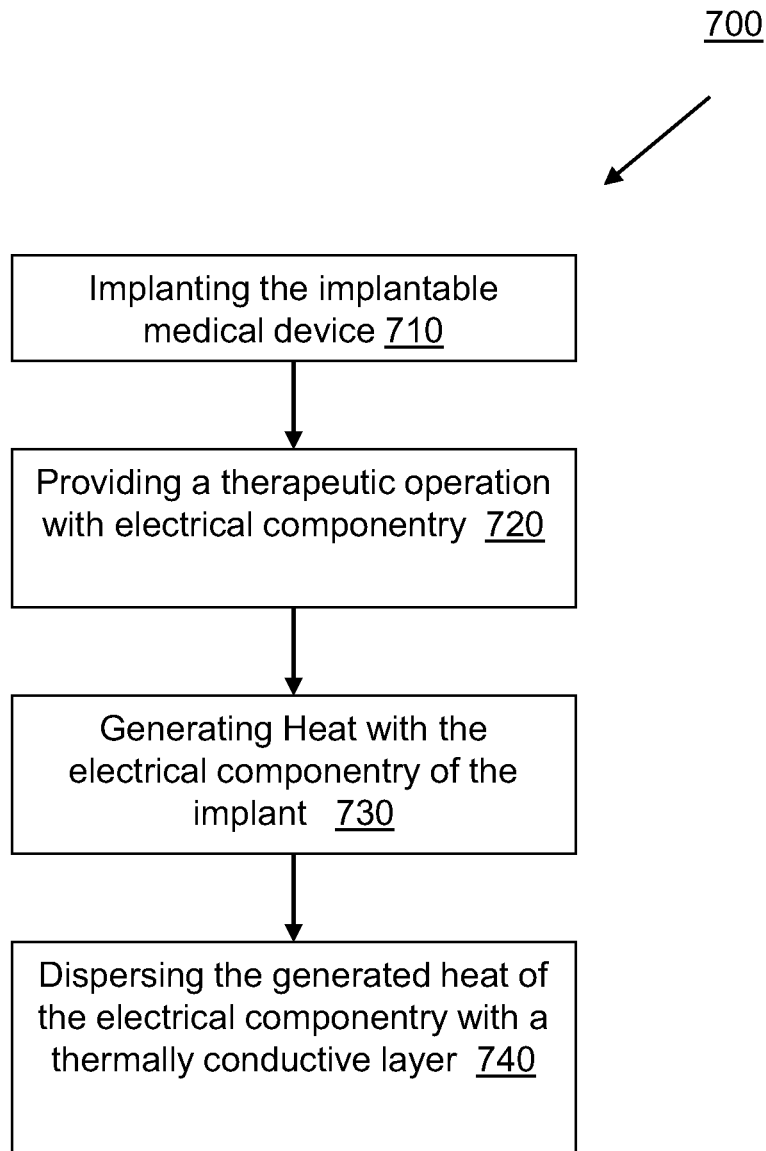 700
Implanting the implantable
medical device 710
Providing a therapeutic operation
with electrical componentry 720
Generating Heat with the
electrical componentry of the
implant 730
Dispersing the generated heat of
the electrical componentry with a
thermally conductive layer 740